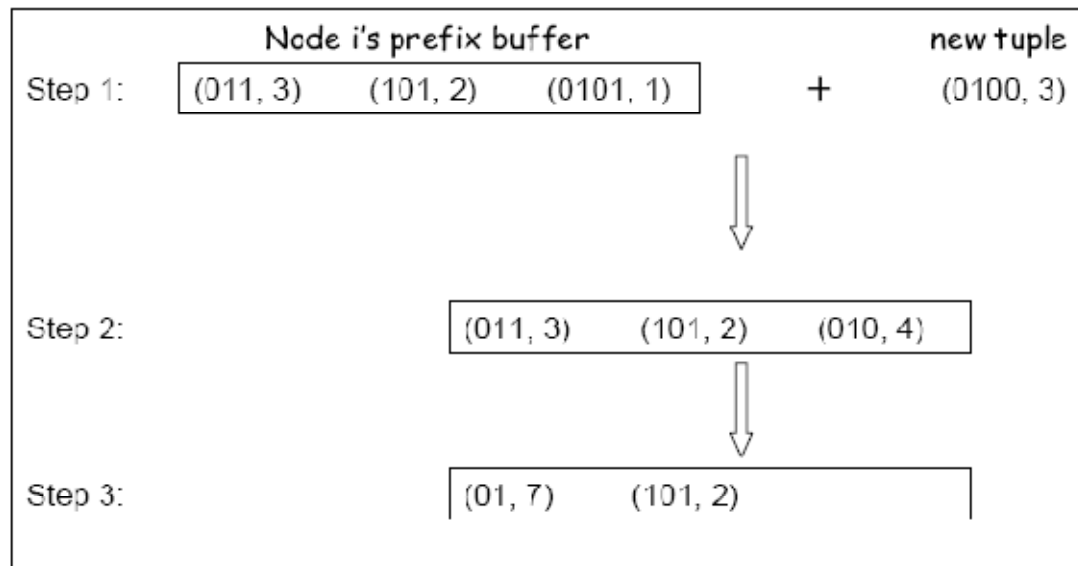 Node i's prefix buffer new tuple
Step 1: (011, 3) (101, 2) (0101, 1) + (0100, 3)
Step 2: (011, 3) (101, 2) (010, 4)
Step 3: (01, 7) (101, 2)